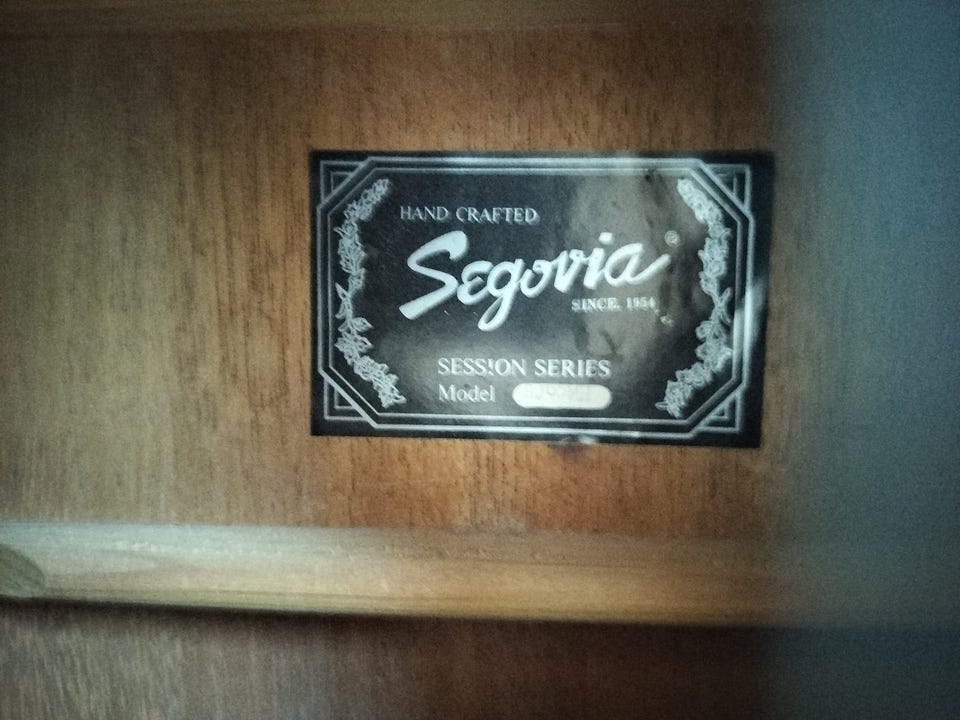 HAND CRAFTED
Segovia®
SINCE. 1954
SESSION SERIES
Model